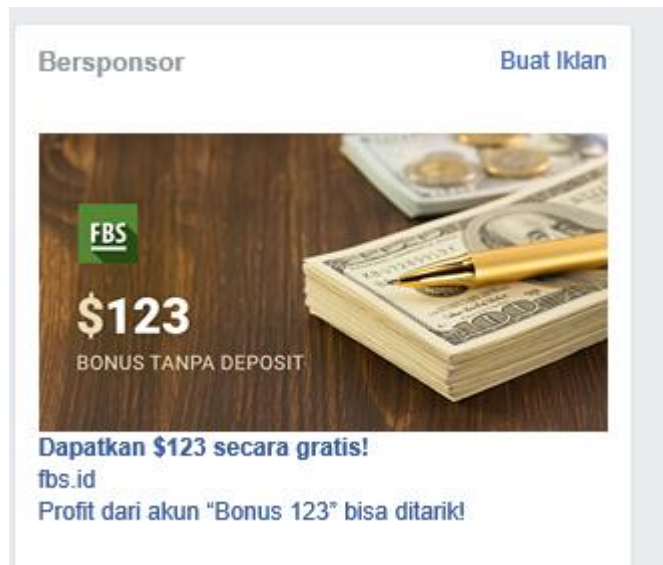 Bersponsor
Buat Iklan
FBS
$123
BONUS TANPA DEPOSIT
Dapatkan $123 secara gratis!
fbs.id
Profit dari akun “Bonus 123” bisa ditarik!